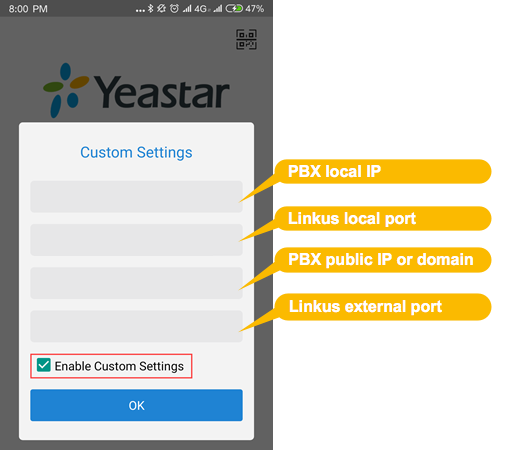 8:00 PM ... 4G 47%
Yeastar
Custom Settings
PBX local IP
Linkus local port
PBX public IP or domain
Linkus external port
Enable Custom Settings
OK